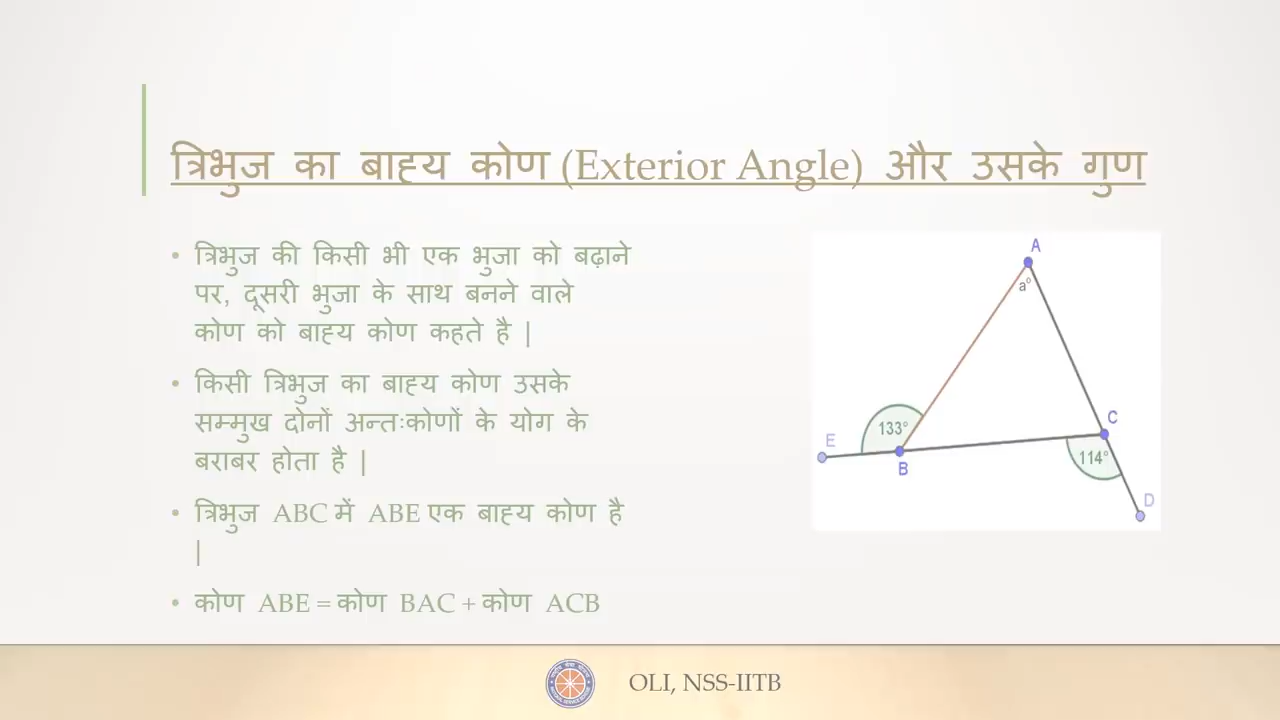 त्रिभुज का बाह्य कोण (Exterior Angle) और उसके गुण
• त्रिभुज की किसी भी एक भुजा को बढ़ाने
पर, दूसरी भुजा के साथ बनने वाले
कोण को बाह्य कोण कहते है |
• किसी त्रिभुज का बाह्य कोण उसके
सम्मुख दोनों अन्तःकोणों के योग के
बराबर होता है |
• त्रिभुज ABC में ABE एक बाह्य कोण है
|
• कोण ABE = कोण BAC + कोण ACB
A
a°
133°
E
B
C
114°
D
OLI, NSS-IITB